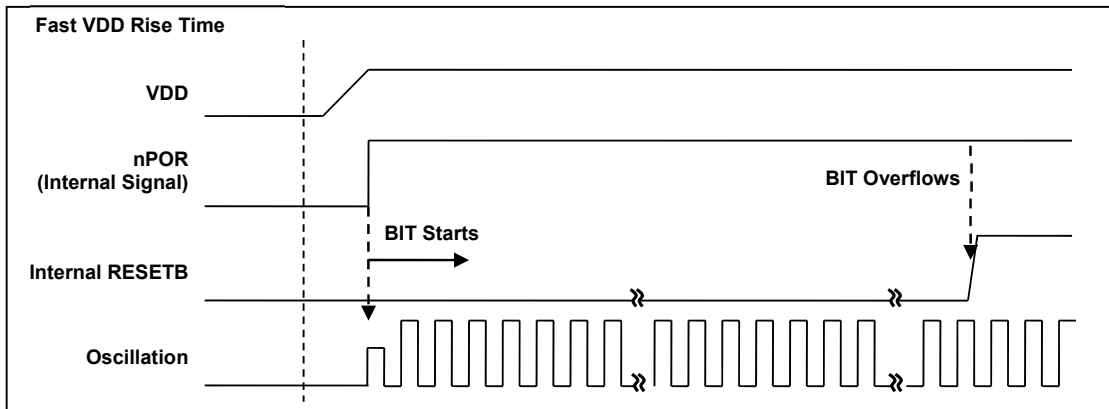 Fast VDD Rise Time
VDD
nPOR
(Internal Signal)
BIT Overflows
BIT Starts
Internal RESETB
Oscillation